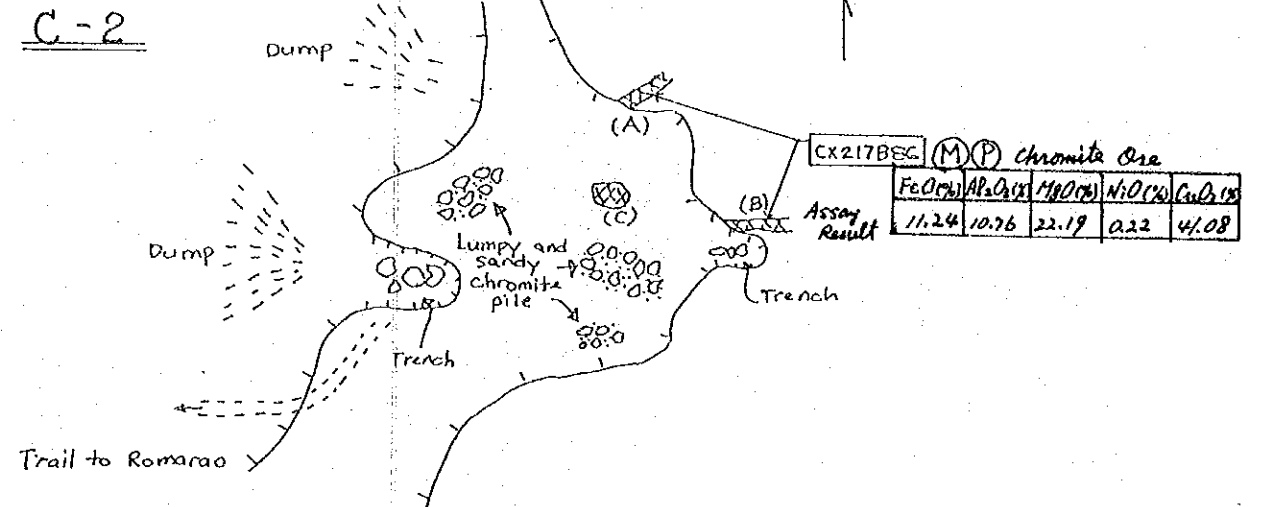 C-2
Dump
(A)
CX217BSG (M) (P) Chromite Ore
FeO(%) Al2O3(%) MgO(%) NiO(%) Cr2O3(%)
(B)
(C)
Assay
Result
11.24 10.76 22.19 0.22 41.08
Dump
Lumpy and
sandy
chromite
pile
Trench
Trench
Trail to Romarao